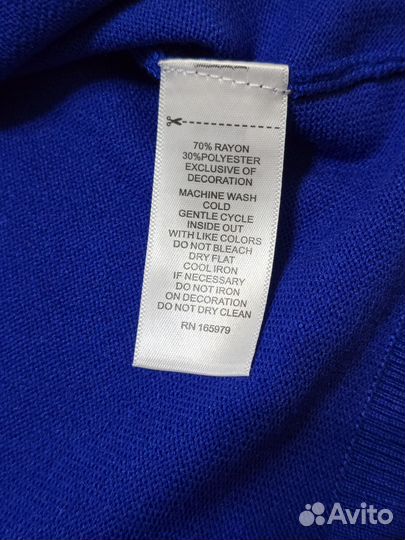 70% RAYON
30%POLYESTER
EXCLUSIVE OF
DECORATION
MACHINE WASH
COLD
GENTLE CYCLE
INSIDE OUT
WITH LIKE COLORS
DO NOT BLEACH
DRY FLAT
COOL IRON
IF NECESSARY
DO NOT IRON
ON DECORATION
DO NOT DRY CLEAN
RN 165979
Avito